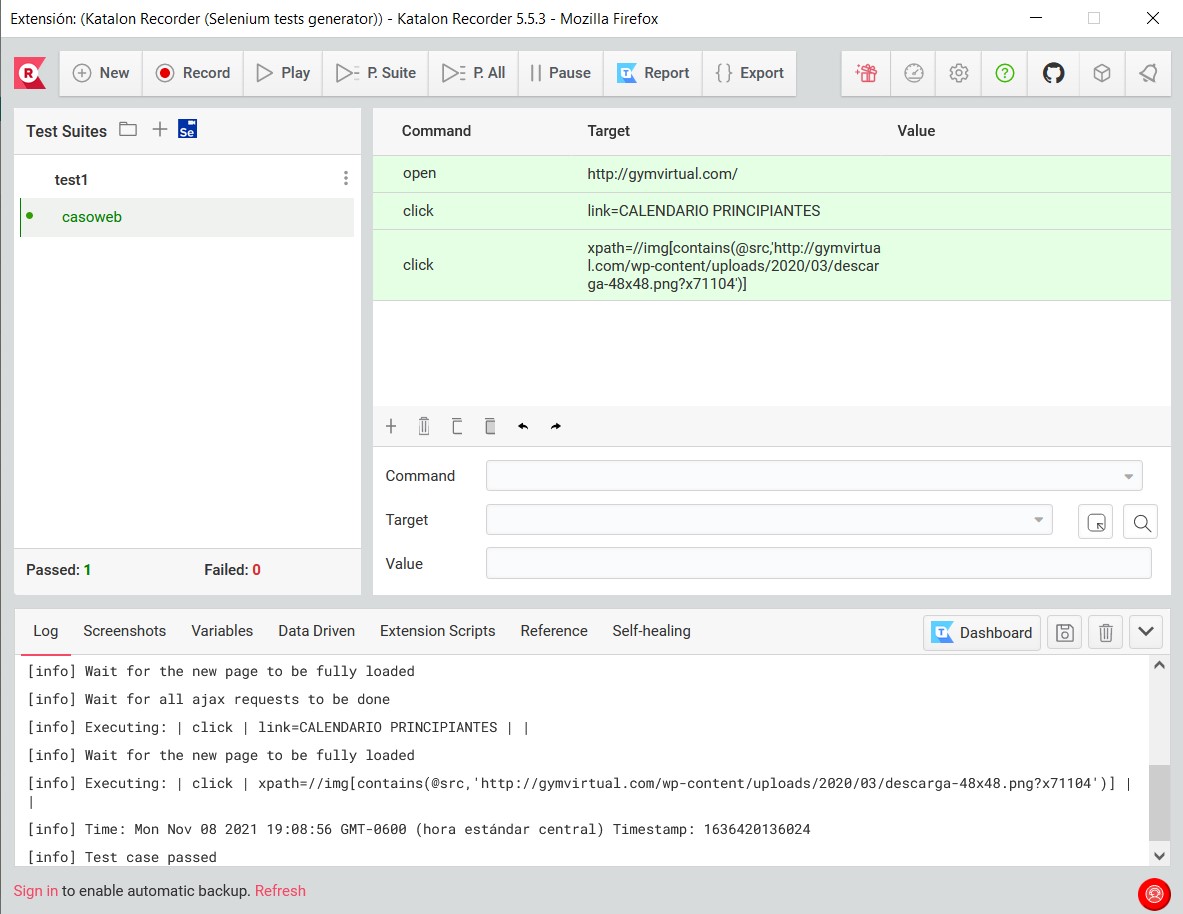 Extensión: (Katalon Recorder (Selenium tests generator)) - Katalon Recorder 5.5.3 - Mozilla Firefox
R New Record Play P. Suite P. All Pause Report Export
Test Suites Se
test1
casoweb
Passed: 1 Failed: 0
Command Target Value
open http://gymvirtual.com/
click link=CALENDARIO PRINCIPIANTES
click xpath=//img[contains(@src,'http://gymvirtua
l.com/wp-content/uploads/2020/03/descar
ga-48x48.png?x71104')]
Command
Target
Value
Log Screenshots Variables Data Driven Extension Scripts Reference Self-healing Dashboard
[info] Wait for the new page to be fully loaded
[info] Wait for all ajax requests to be done
[info] Executing: | click | link=CALENDARIO PRINCIPIANTES | |
[info] Wait for the new page to be fully loaded
[info] Executing: | click | xpath=//img[contains(@src,'http://gymvirtual.com/wp-content/uploads/2020/03/descarga-48x48.png?x71104')] |
|
[info] Time: Mon Nov 08 2021 19:08:56 GMT-0600 (hora estándar central) Timestamp: 1636420136024
[info] Test case passed
Sign in to enable automatic backup. Refresh